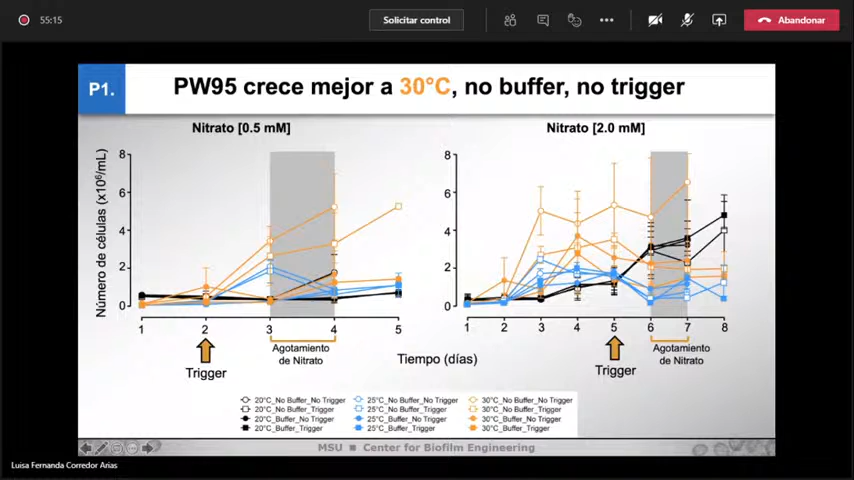 55:15
Solicitar control
Abandonar
P1.
PW95 crece mejor a 30°C, no buffer, no trigger
Nitrato [0.5 mM]
Nitrato [2.0 mM]
Número de células (x10⁶/mL)
8
6
4
2
0
1 2 3 4 5
8
6
4
2
0
1 2 3 4 5 6 7 8
Agotamiento
de Nitrato
Trigger
Tiempo (días)
Agotamiento
de Nitrato
Trigger
20°C_No Buffer_No Trigger
20°C_No Buffer_Trigger
20°C_Buffer_No Trigger
20°C_Buffer_Trigger
25°C_No Buffer_No Trigger
25°C_No Buffer_Trigger
25°C_Buffer_No Trigger
25°C_Buffer_Trigger
30°C_No Buffer_No Trigger
30°C_No Buffer_Trigger
30°C_Buffer_No Trigger
30°C_Buffer_Trigger
MSU ■ Center for Biofilm Engineering
Luisa Fernanda Corredor Arias